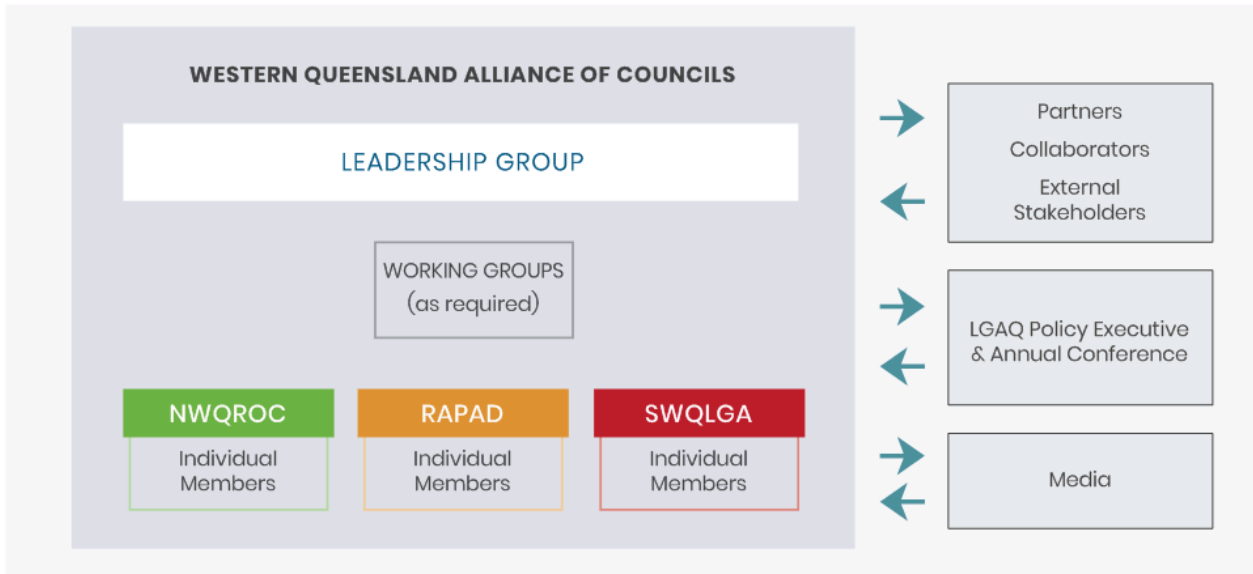 WESTERN QUEENSLAND ALLIANCE OF COUNCILS
LEADERSHIP GROUP
WORKING GROUPS
(as required)
NWQROC
Individual
Members
RAPAD
Individual
Members
SWQLGA
Individual
Members
Partners
Collaborators
External
Stakeholders
LGAQ Policy Executive
& Annual Conference
Media